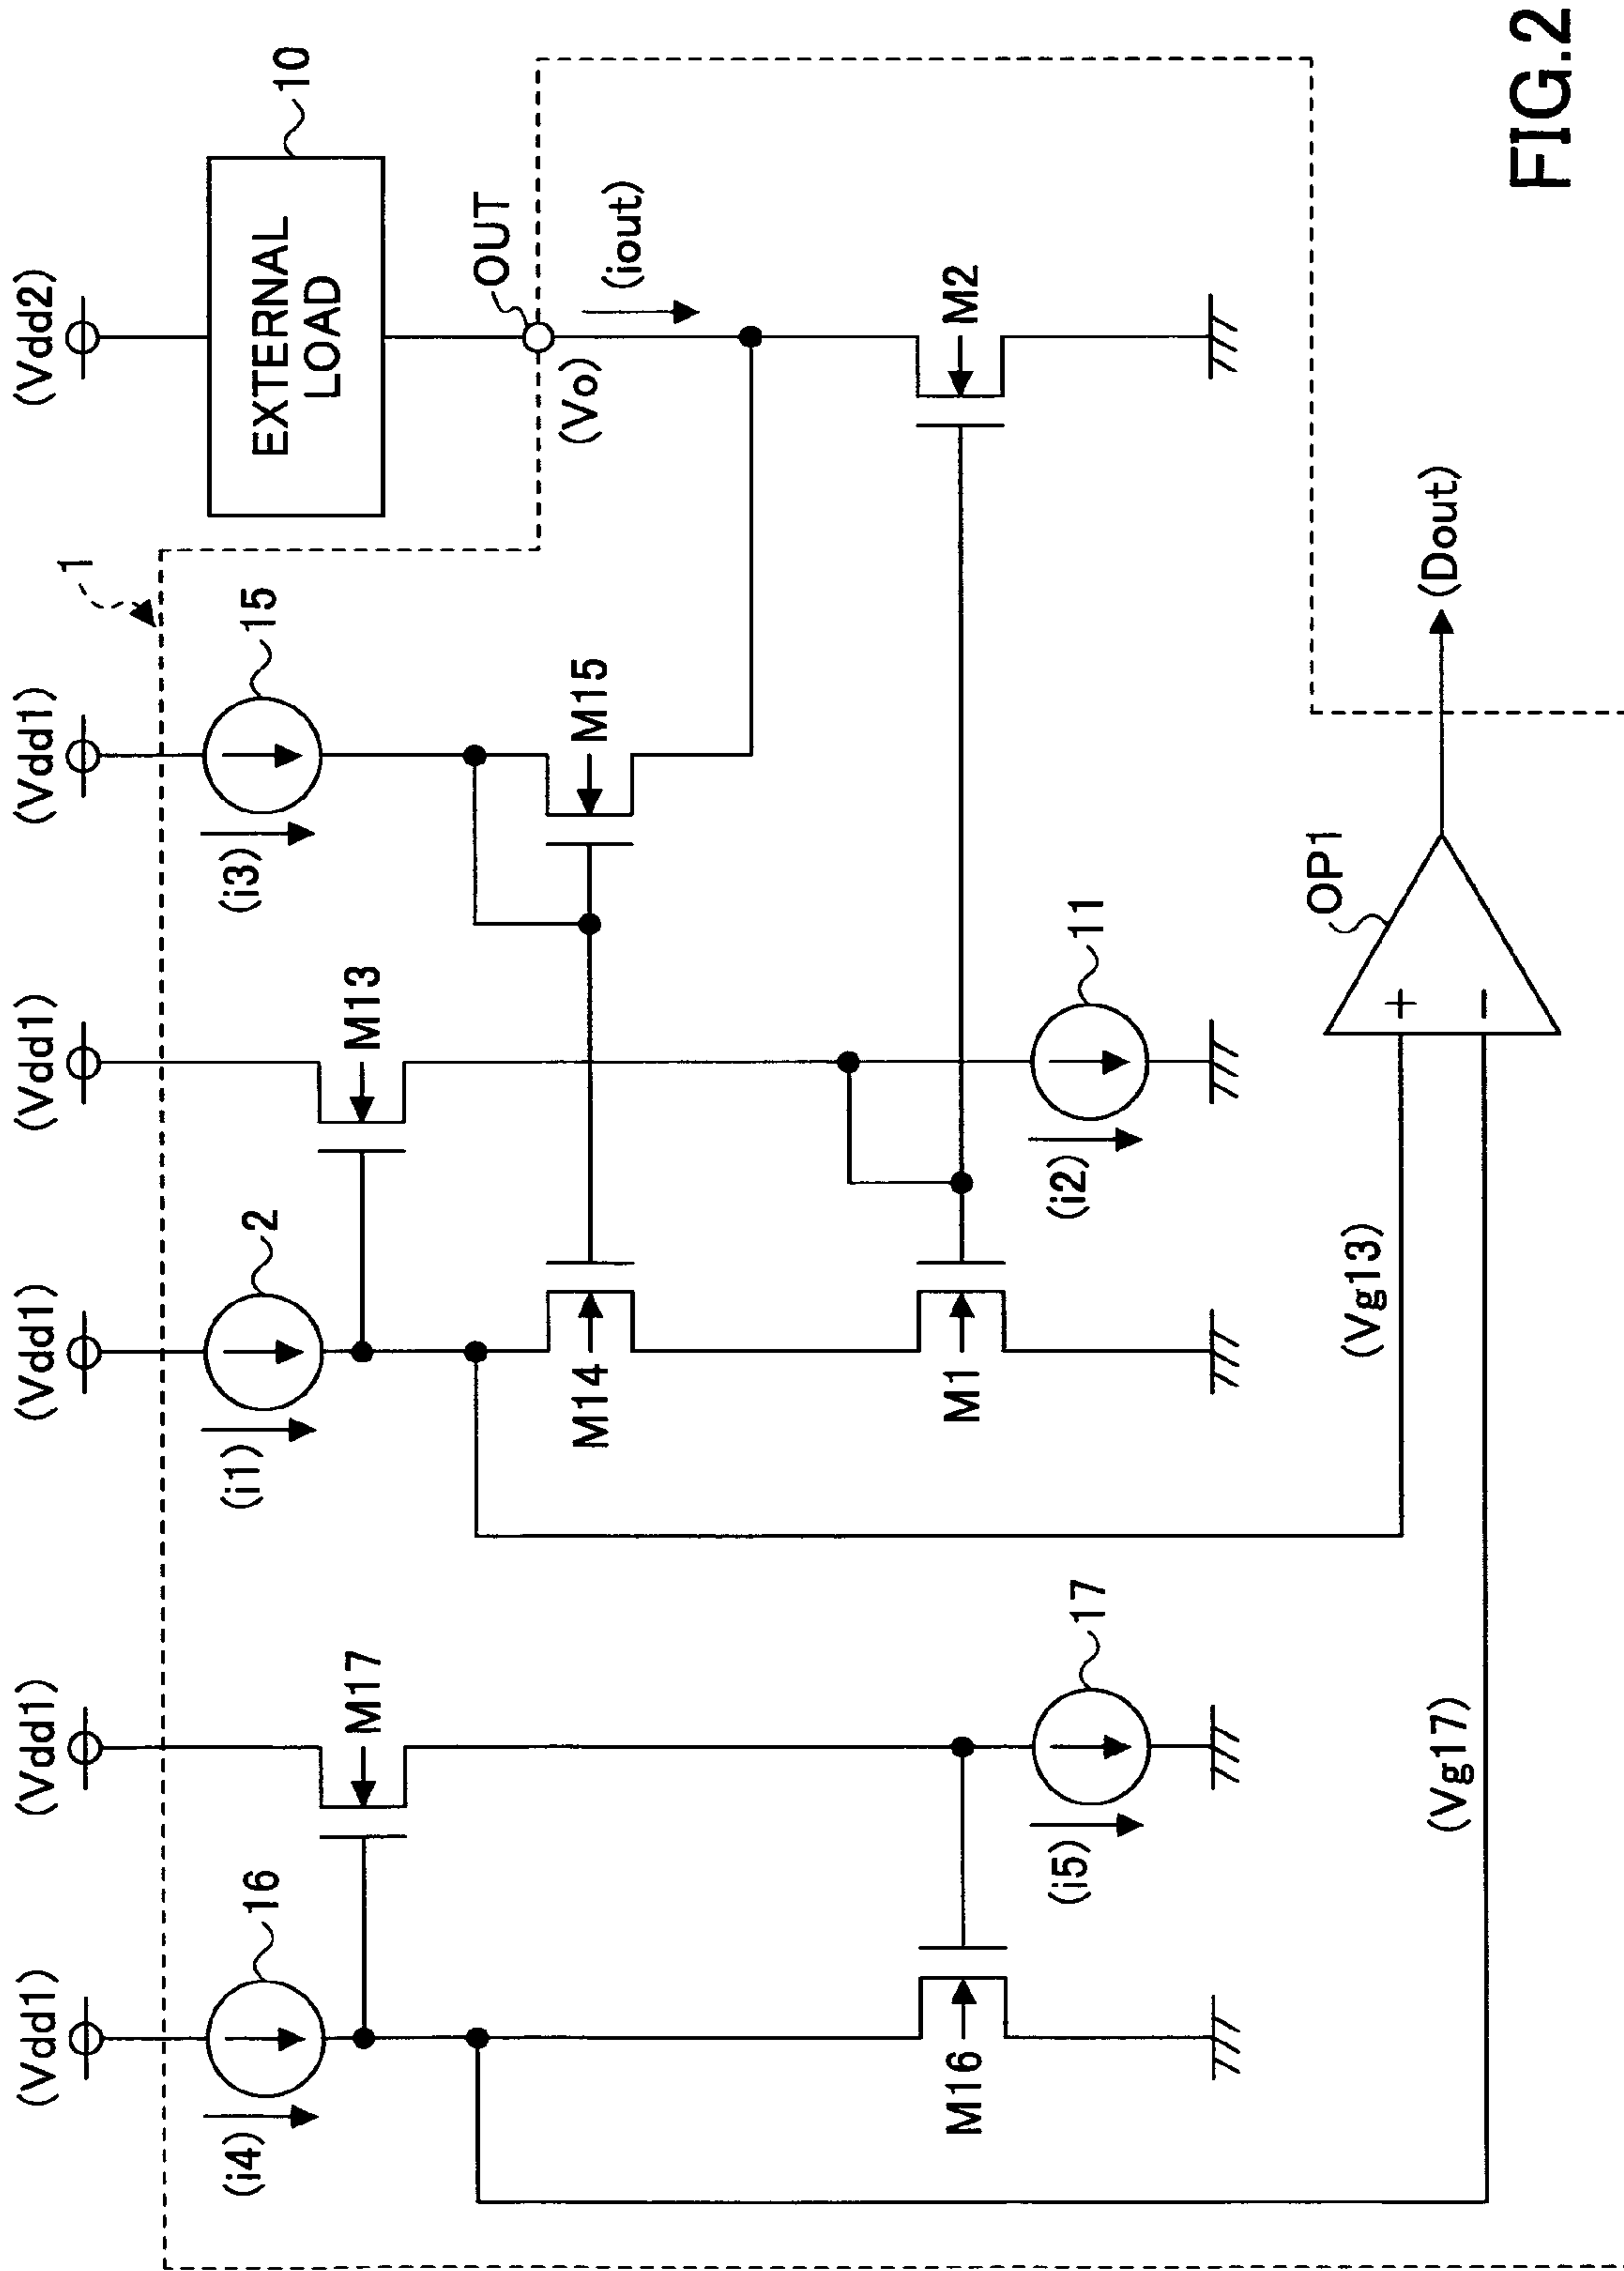 (Vdd1)
(Vdd1)
(Vdd1)
(Vdd1)
(Vdd1)
(Vdd2)
1
10
EXTERNAL
LOAD
16
(i4)
M17
2
(i1)
M13
15
(i3)
M15
OUT
(Vo)
(iout)
M14
M16
17
(i5)
M1
11
(i2)
M2
(Vg13)
(Vg17)
OP1
+
−
(Dout)
FIG.2